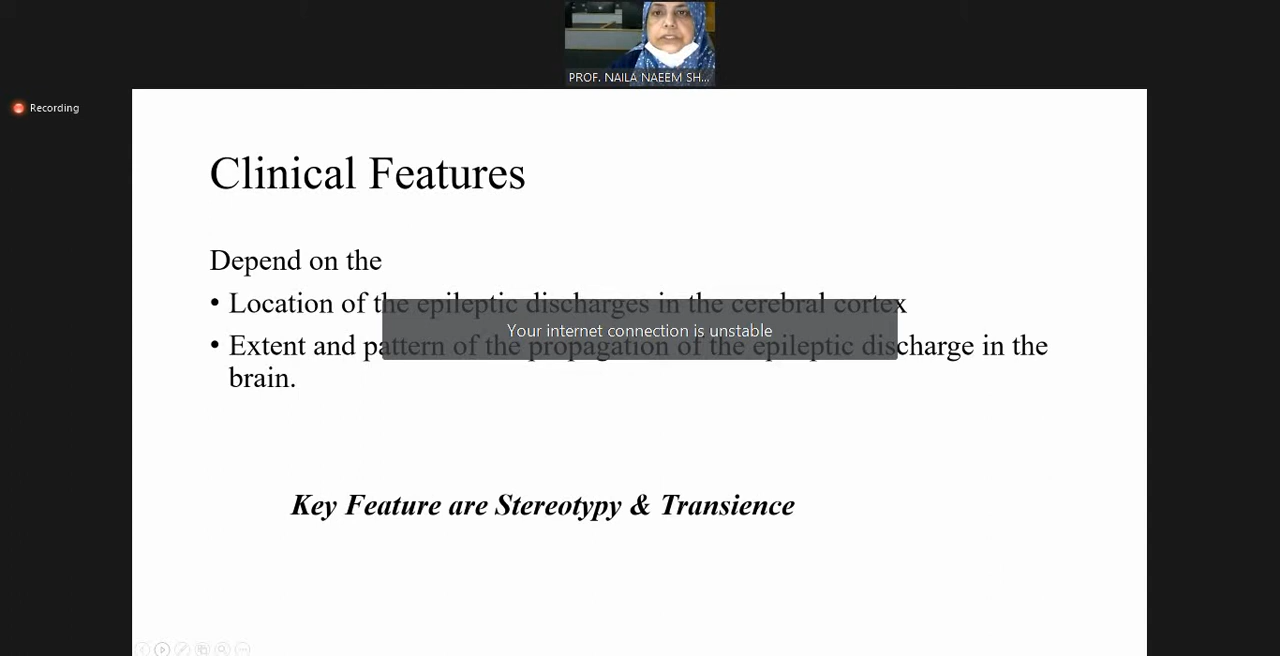 PROF. NAILA NAEEM SH...
Recording
Clinical Features
Depend on the
• Location of the epileptic discharges in the cerebral cortex
Your internet connection is unstable
• Extent and pattern of the propagation of the epileptic discharge in the
brain.
Key Feature are Stereotypy & Transience